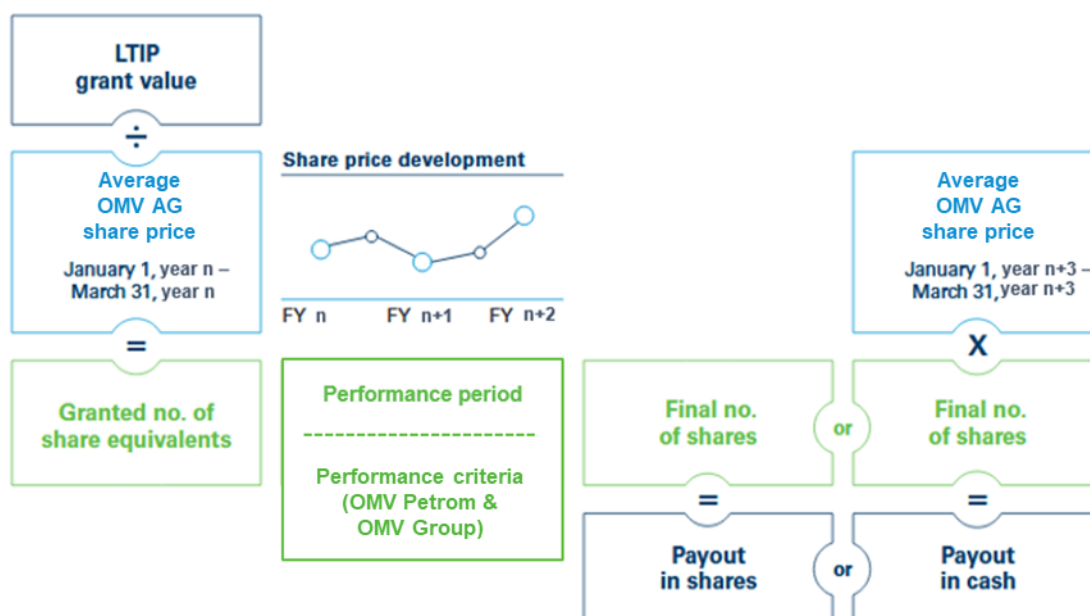 LTIP
grant value
÷
Average
OMV AG
share price
January 1, year n –
March 31, year n
=
Granted no. of
share equivalents
Share price development
FY n
FY n+1
FY n+2
Performance period
Performance criteria
(OMV Petrom &
OMV Group)
Final no.
of shares
=
Payout
in shares
or
or
Average
OMV AG
share price
January 1, year n+3 –
March 31, year n+3
X
Final no.
of shares
=
Payout
in cash